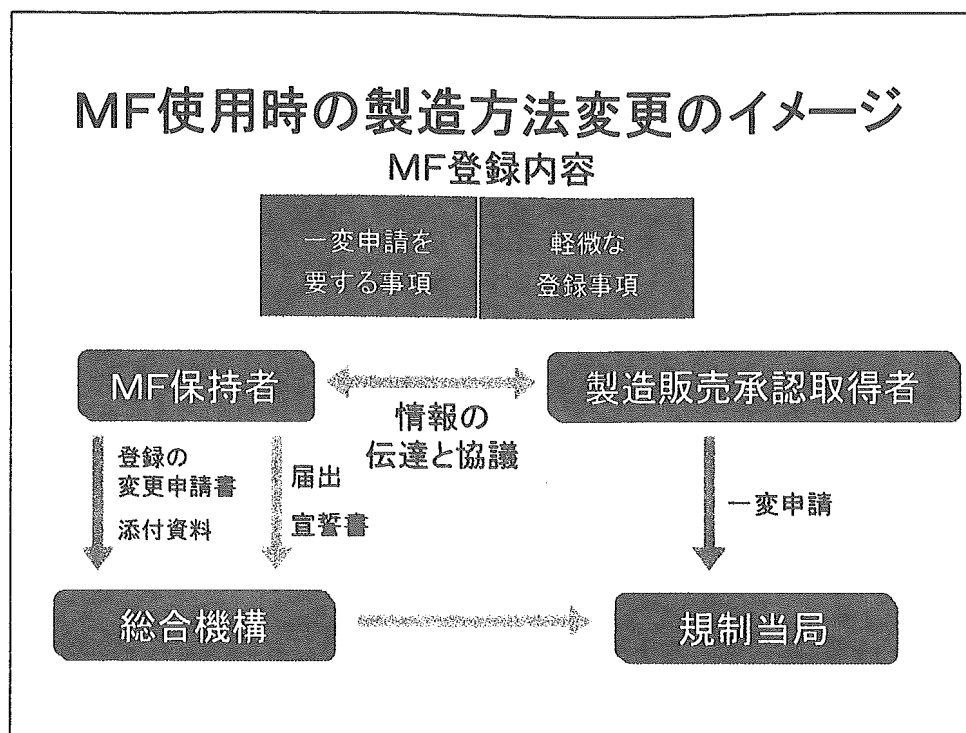 MF使用時の製造方法変更のイメージ
MF登録内容
一変申請を
要する事項
軽微な
登録事項
MF保持者
製造販売承認取得者
情報の
伝達と協議
登録の
変更申請書
添付資料
届出
宣誓書
一変申請
総合機構
規制当局